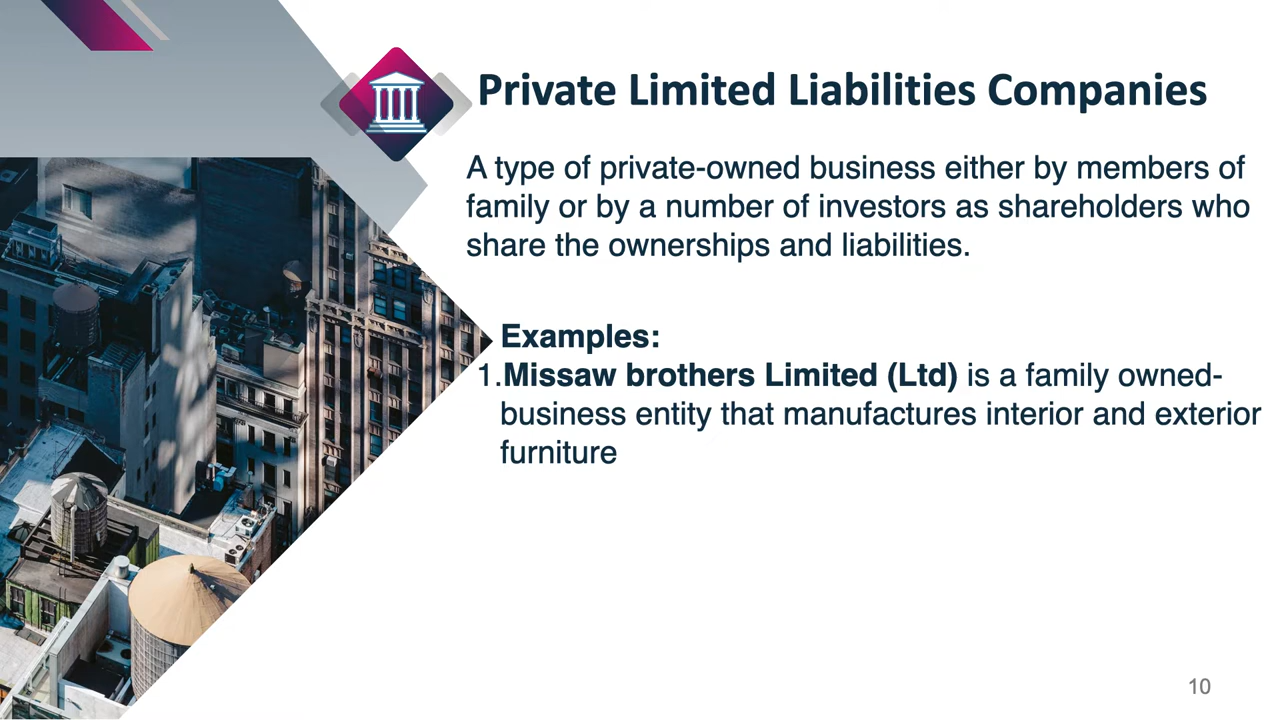 Private Limited Liabilities Companies
A type of private-owned business either by members of
family or by a number of investors as shareholders who
share the ownerships and liabilities.
Examples:
1.Missaw brothers Limited (Ltd) is a family owned-
business entity that manufactures interior and exterior
furniture
10